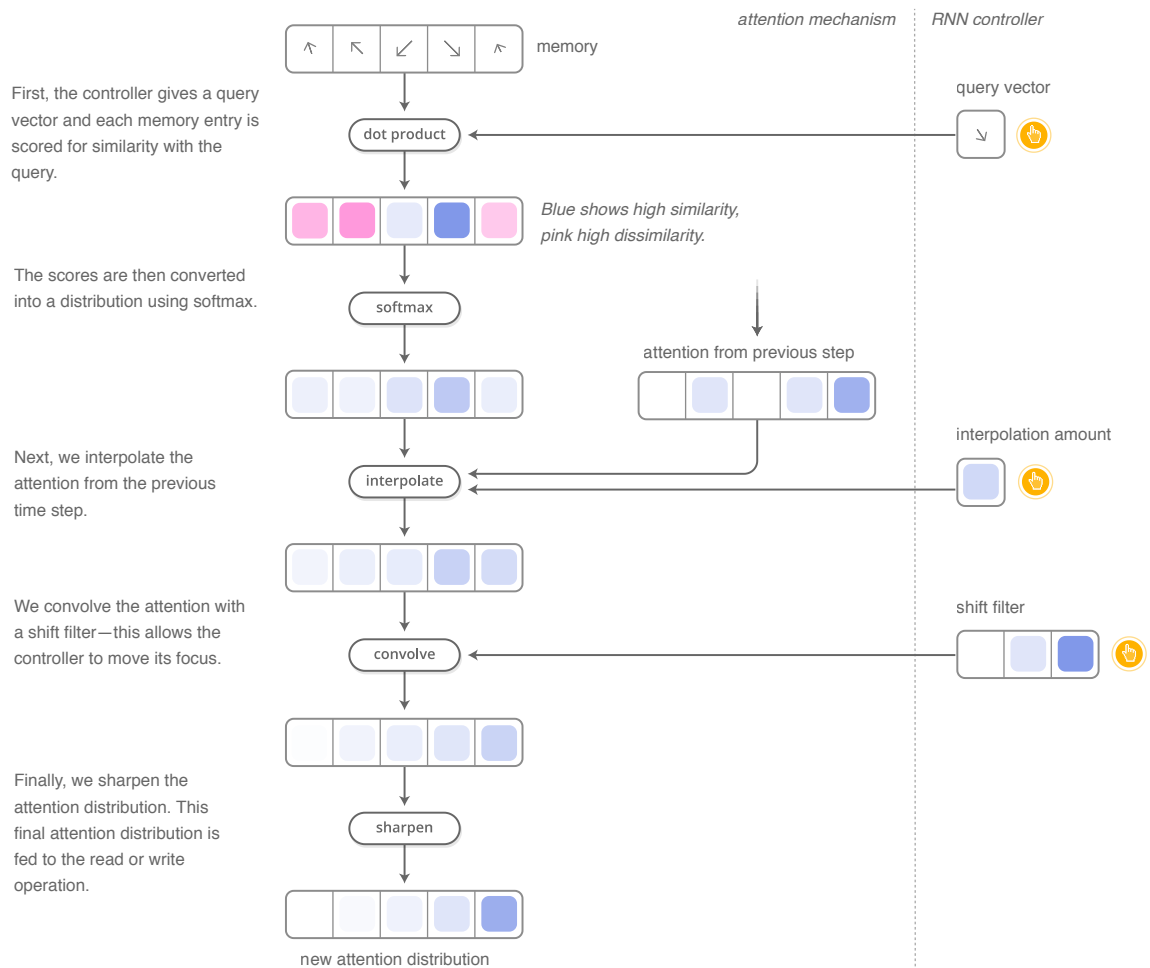 attention mechanism
RNN controller
memory
First, the controller gives a query
vector and each memory entry is
scored for similarity with the
query.
query vector
dot product
Blue shows high similarity,
pink high dissimilarity.
The scores are then converted
into a distribution using softmax.
softmax
attention from previous step
interpolation amount
Next, we interpolate the
attention from the previous
time step.
interpolate
We convolve the attention with
a shift filter—this allows the
controller to move its focus.
shift filter
convolve
Finally, we sharpen the
attention distribution. This
final attention distribution is
fed to the read or write
operation.
sharpen
new attention distribution